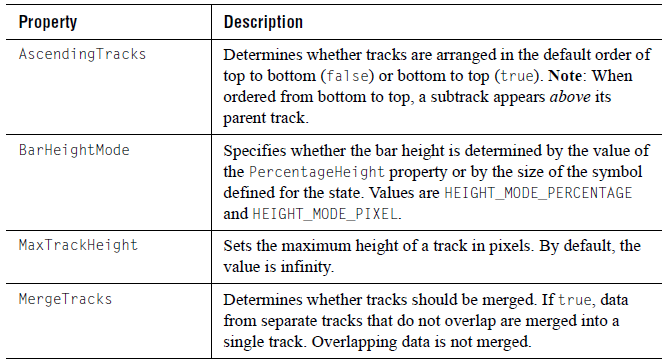 Property Description
AscendingTracks Determines whether tracks are arranged in the default order of
top to bottom (false) or bottom to top (true). Note: When
ordered from bottom to top, a subtrack appears above its
parent track.
BarHeightMode Specifies whether the bar height is determined by the value of
the PercentageHeight property or by the size of the symbol
defined for the state. Values are HEIGHT_MODE_PERCENTAGE
and HEIGHT_MODE_PIXEL.
MaxTrackHeight Sets the maximum height of a track in pixels. By default, the
value is infinity.
MergeTracks Determines whether tracks should be merged. If true, data
from separate tracks that do not overlap are merged into a
single track. Overlapping data is not merged.